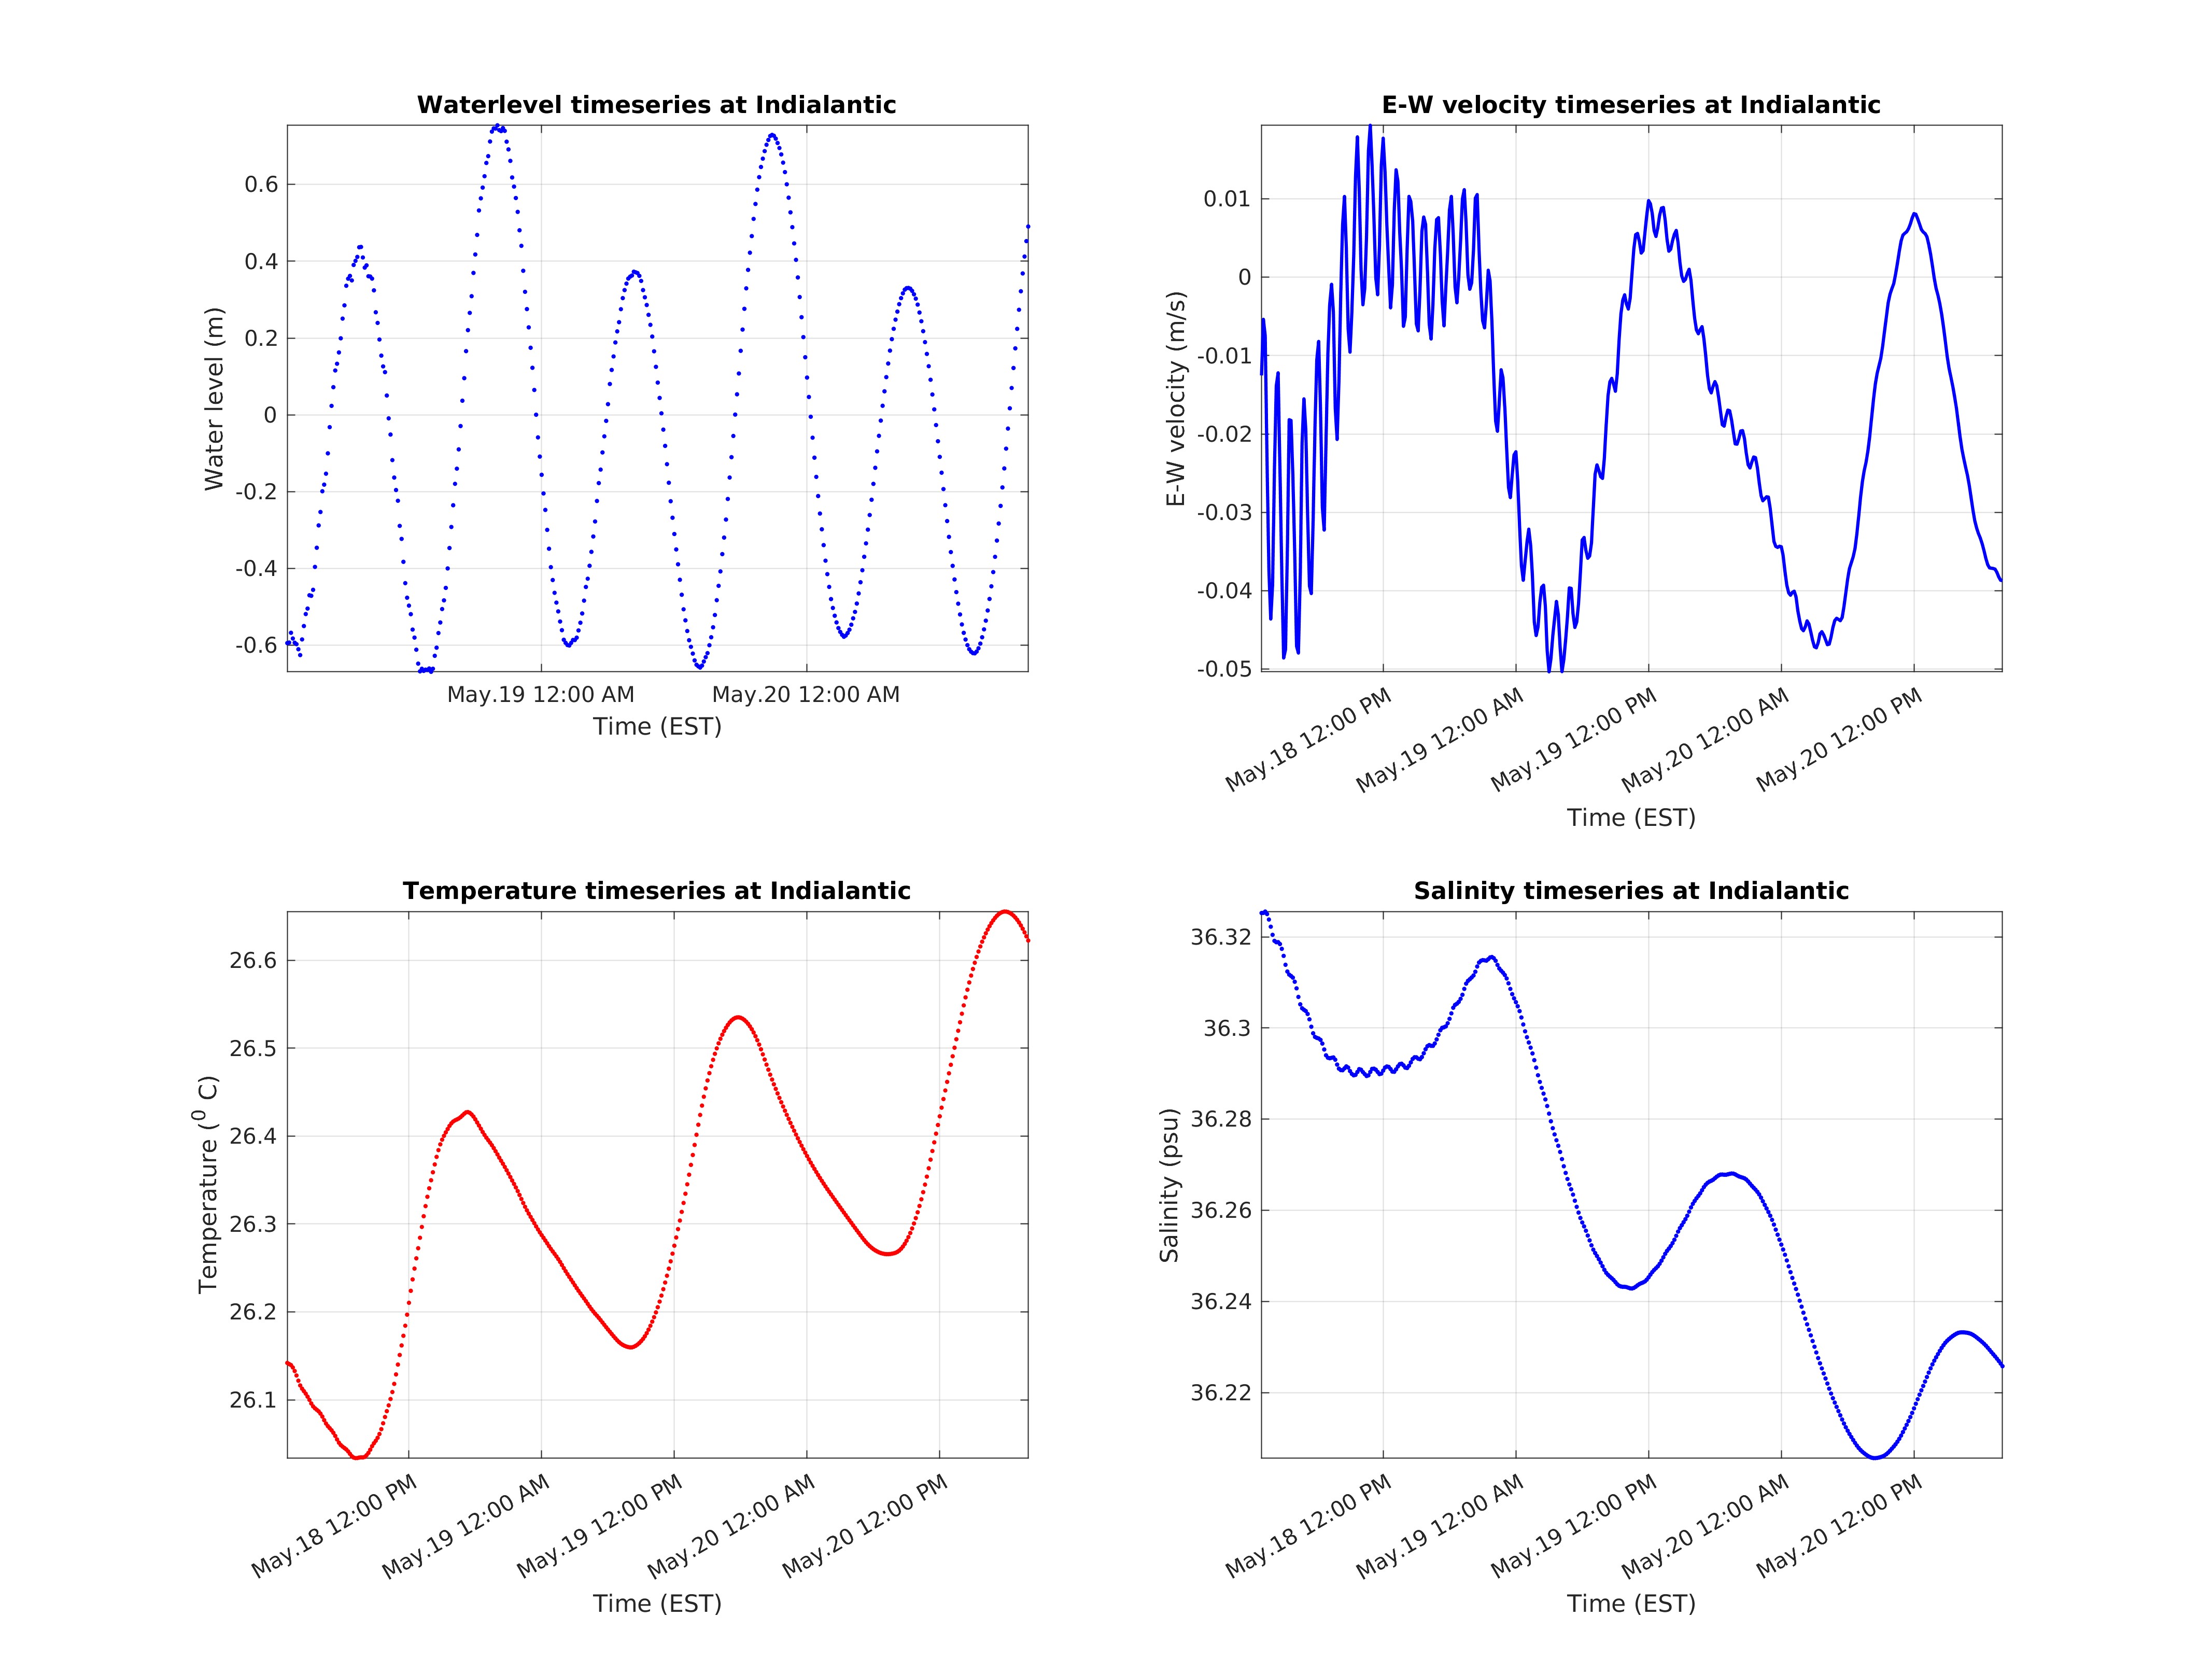 Waterlevel timeseries at Indialantic
Water level (m)
0.6
0.4
0.2
0
-0.2
-0.4
-0.6
May.19 12:00 AM
May.20 12:00 AM
Time (EST)
E-W velocity timeseries at Indialantic
E-W velocity (m/s)
0.01
0
-0.01
-0.02
-0.03
-0.04
-0.05
May.18 12:00 PM
May.19 12:00 AM
May.19 12:00 PM
May.20 12:00 AM
May.20 12:00 PM
Time (EST)
Temperature timeseries at Indialantic
Temperature (⁰ C)
26.6
26.5
26.4
26.3
26.2
26.1
May.18 12:00 PM
May.19 12:00 AM
May.19 12:00 PM
May.20 12:00 AM
May.20 12:00 PM
Time (EST)
Salinity timeseries at Indialantic
Salinity (psu)
36.32
36.3
36.28
36.26
36.24
36.22
May.18 12:00 PM
May.19 12:00 AM
May.19 12:00 PM
May.20 12:00 AM
May.20 12:00 PM
Time (EST)